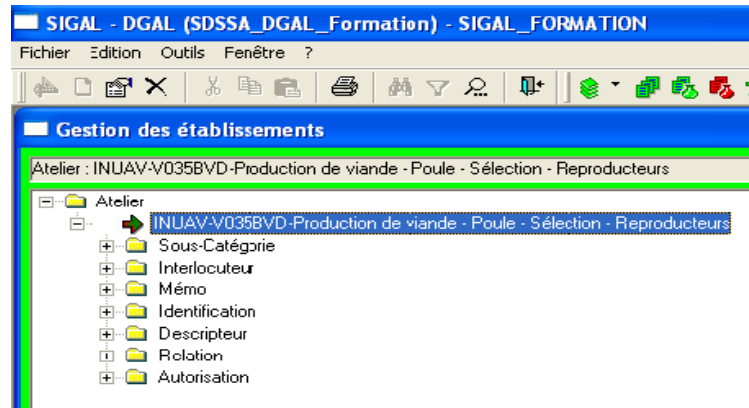 SIGAL - DGAL (SDSSA_DGAL_Formation) - SIGAL_FORMATION
Fichier Edition Outils Fenêtre ?
Gestion des établissements
Atelier : INUAV-V035BVD-Production de viande - Poule - Sélection - Reproducteurs
Atelier
INUAV-V035BVD-Production de viande - Poule - Sélection - Reproducteurs
Sous-Catégorie
Interlocuteur
Mémo
Identification
Descripteur
Relation
Autorisation